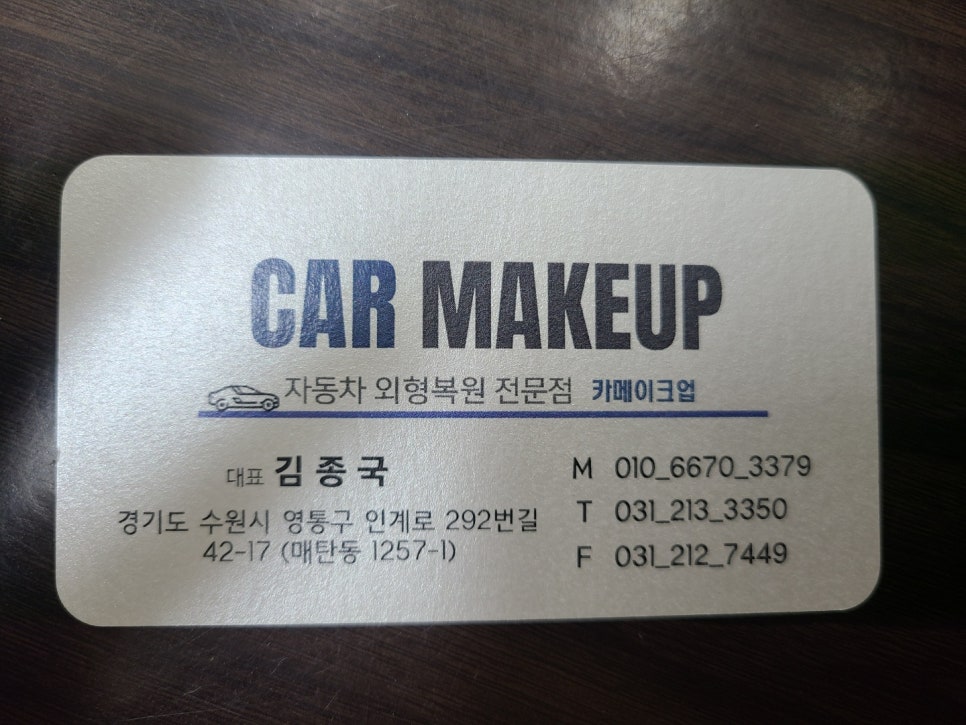 CAR MAKEUP
자동차 외형복원 전문점 카메이크업
대표 김종국
경기도 수원시 영통구 인계로 292번길
42-17 (매탄동 1257-1)
M 010_6670_3379
T 031_213_3350
F 031_212_7449